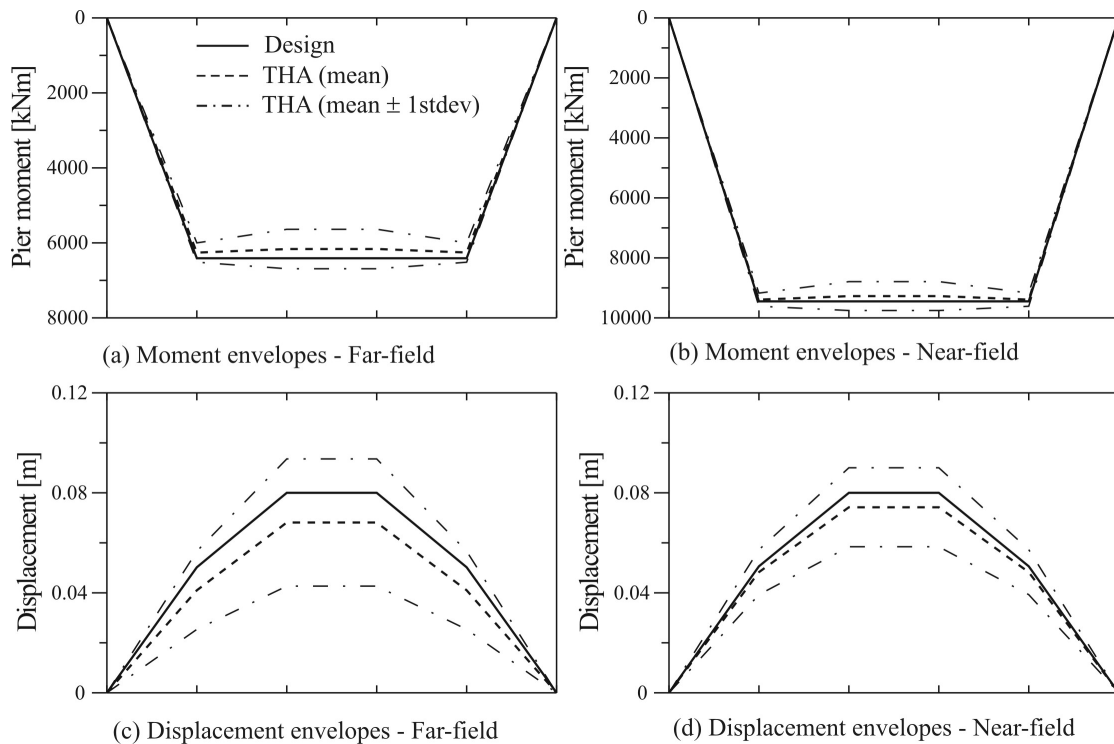 0
2000
4000
6000
8000
Pier moment [kNm]
Design
THA (mean)
THA (mean ± 1stdev)
(a) Moment envelopes - Far-field
0
2000
4000
6000
8000
10000
Pier moment [kNm]
(b) Moment envelopes - Near-field
0.12
0.08
0.04
0
Displacement [m]
(c) Displacement envelopes - Far-field
0.12
0.08
0.04
0
Displacement [m]
(d) Displacement envelopes - Near-field